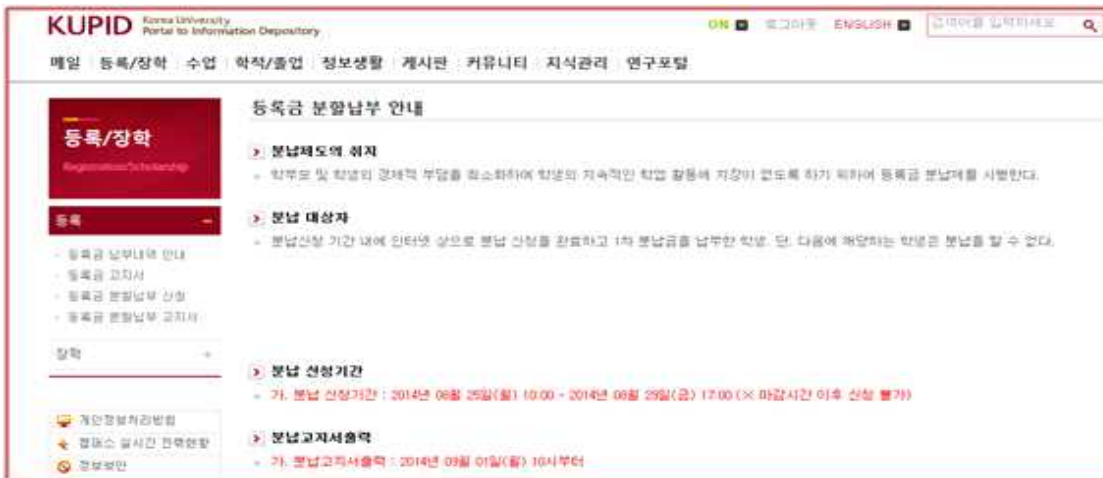 KUPID Korea University
Portal to Information Depository
ON 로그아웃 ENGLISH 검색어를 입력하세요
메일 등록/장학 수업 학적/졸업 정보생활 게시판 커뮤니티 지식관리 연구포털
등록/장학
Registration/Scholarship
등록
등록금 납부내역 안내
등록금 고지서
등록금 분할납부 신청
등록금 분할납부 고지서
장학
개인정보처리방침
캠퍼스 실시간 전력현황
정보보안
등록금 분할납부 안내
분납제도의 취지
학부모 및 학생의 경제적 부담을 최소화하여 학생의 지속적인 학업 활동에 지장이 없도록 하기 위하여 등록금 분납제를 시행한다.
분납 대상자
분납신청 기간 내에 인터넷 상으로 분납 신청을 완료하고 1차 분납금을 납부한 학생. 단, 다음에 해당하는 학생은 분납을 할 수 없다.
분납 신청기간
가. 분납 신청기간 : 2014년 08월 25일(월) 10:00 - 2014년 08월 29일(금) 17:00 (× 마감시간 이후 신청 불가)
분납고지서출력
가. 분납고지서출력 : 2014년 09월 01일(월) 10시부터